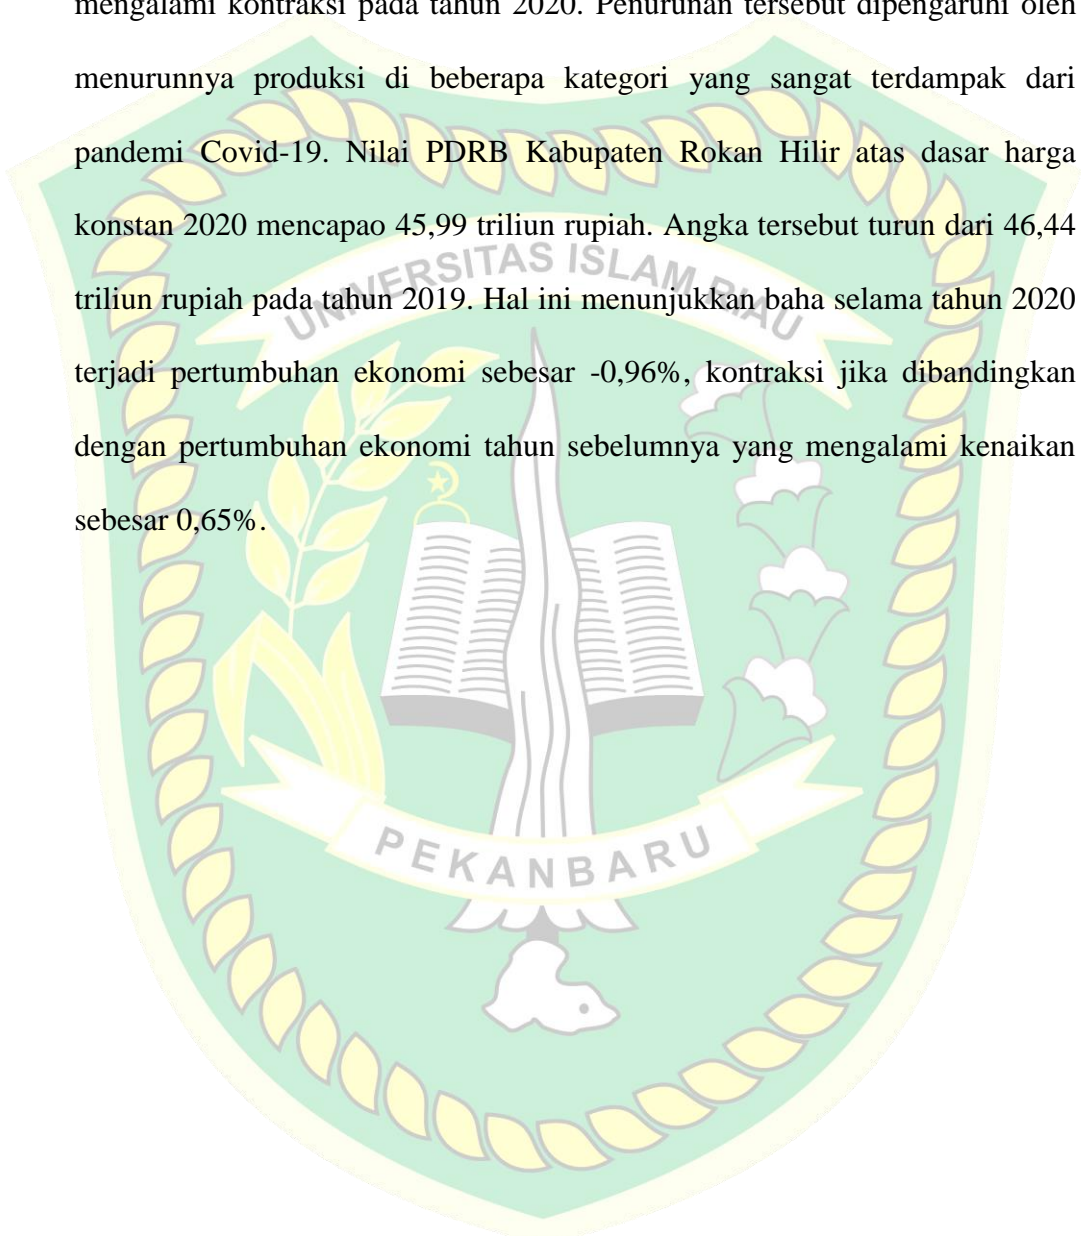 mengalami kontraksi pada tahun 2020. Penurunan tersebut dipengaruhi oleh
menurunnya produksi di beberapa kategori yang sangat terdampak dari
pandemi Covid-19. Nilai PDRB Kabupaten Rokan Hilir atas dasar harga
konstan 2020 mencapao 45,99 triliun rupiah. Angka tersebut turun dari 46,44
UNIVERSITAS ISLAM RIAU
triliun rupiah pada tahun 2019. Hal ini menunjukkan baha selama tahun 2020
terjadi pertumbuhan ekonomi sebesar -0,96%, kontraksi jika dibandingkan
dengan pertumbuhan ekonomi tahun sebelumnya yang mengalami kenaikan
sebesar 0,65%.
PEKANBARU